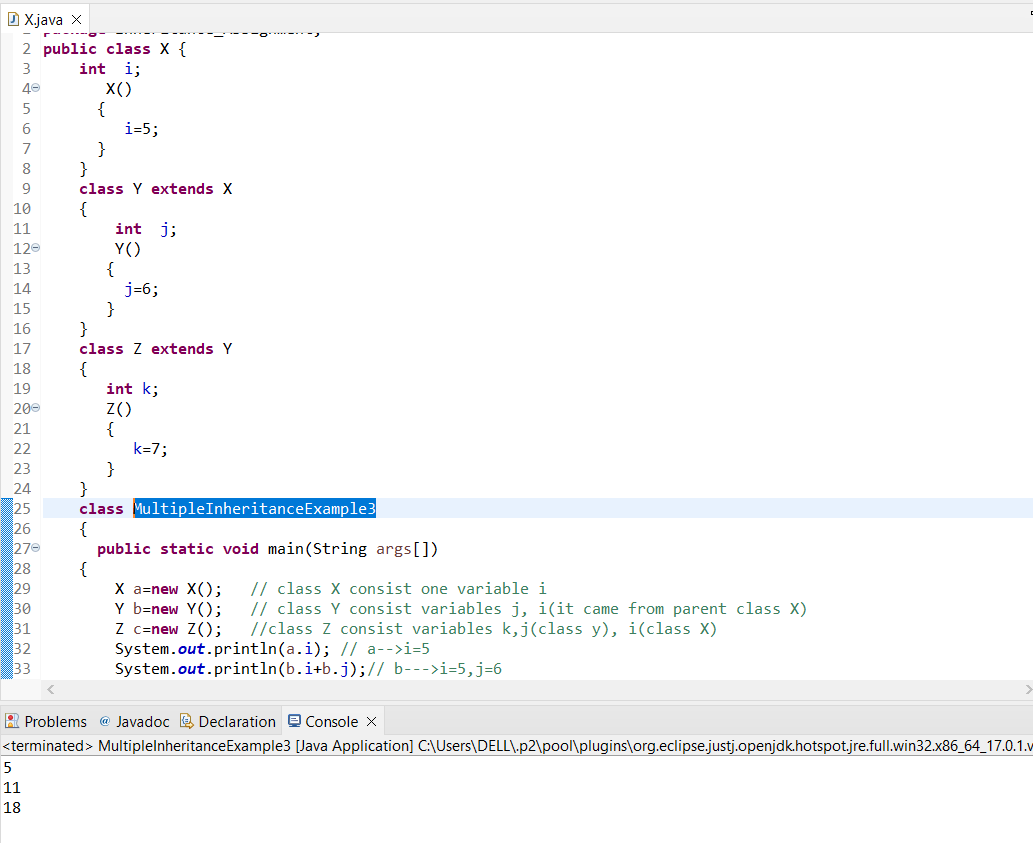 X.java
2 public class X {
3 int i;
4 X()
5 {
6 i=5;
7 }
8 }
9 class Y extends X
10 {
11 int j;
12 Y()
13 {
14 j=6;
15 }
16 }
17 class Z extends Y
18 {
19 int k;
20 Z()
21 {
22 k=7;
23 }
24 }
25 class MultipleInheritanceExample3
26 {
27 public static void main(String args[])
28 {
29 X a=new X(); // class X consist one variable i
30 Y b=new Y(); // class Y consist variables j, i(it came from parent class X)
31 Z c=new Z(); //class Z consist variables k,j(class y), i(class X)
32 System.out.println(a.i); // a-->i=5
33 System.out.println(b.i+b.j);// b--->i=5,j=6
Problems @ Javadoc Declaration Console
<terminated> MultipleInheritanceExample3 [Java Application] C:\Users\DELL\.p2\pool\plugins\org.eclipse.justj.openjdk.hotspot.jre.full.win32.x86_64_17.0.1.v
5
11
18